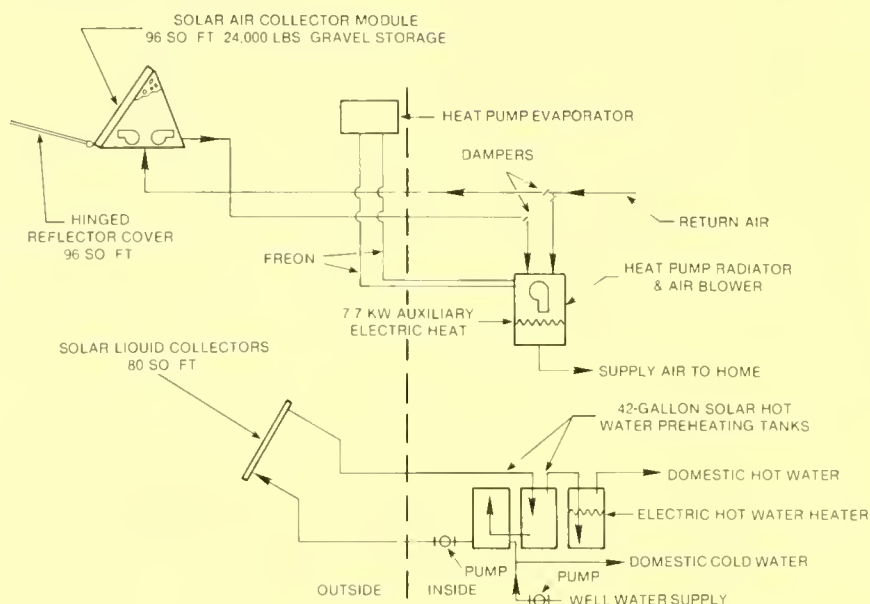 SOLAR AIR COLLECTOR MODULE
96 SO FT 24,000 LBS GRAVEL STORAGE
HEAT PUMP EVAPORATOR
DAMPERS
HINGED
REFLECTOR COVER
96 SO FT
RETURN AIR
FREON
HEAT PUMP RADIATOR
& AIR BLOWER
7 7 KW AUXILIARY
ELECTRIC HEAT
SOLAR LIQUID COLLECTORS
80 SO FT
SUPPLY AIR TO HOME
42-GALLON SOLAR HOT
WATER PREHEATING TANKS
DOMESTIC HOT WATER
ELECTRIC HOT WATER HEATER
DOMESTIC COLD WATER
PUMP
PUMP
OUTSIDE
INSIDE
WELL WATER SUPPLY